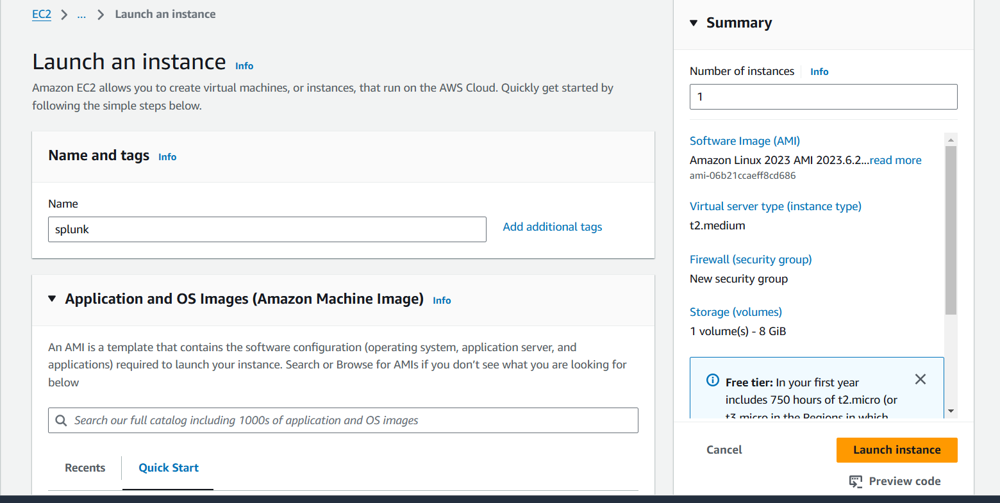 EC2 > ... > Launch an instance
Launch an instance Info
Amazon EC2 allows you to create virtual machines, or instances, that run on the AWS Cloud. Quickly get started by
following the simple steps below.
Name and tags Info
Name
splunk
Add additional tags
Application and OS Images (Amazon Machine Image) Info
An AMI is a template that contains the software configuration (operating system, application server, and
applications) required to launch your instance. Search or Browse for AMIs if you don’t see what you are looking for
below
Search our full catalog including 1000s of application and OS images
Recents
Quick Start
Summary
Number of instances Info
1
Software Image (AMI)
Amazon Linux 2023 AMI 2023.6.2...read more
ami-06b21ccaeff8cd686
Virtual server type (instance type)
t2.medium
Firewall (security group)
New security group
Storage (volumes)
1 volume(s) - 8 GiB
Free tier: In your first year
includes 750 hours of t2.micro (or
t3.micro in the Regions in which
Cancel
Launch instance
Preview code